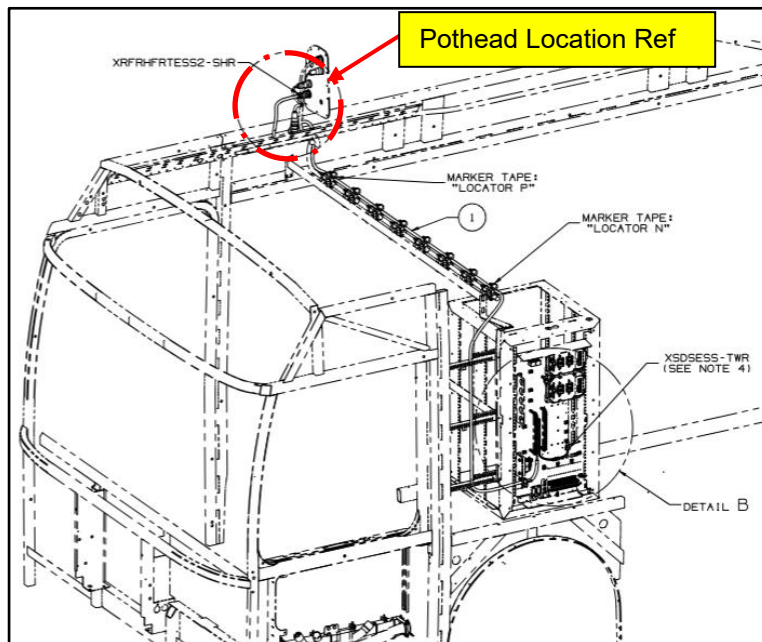 Pothead Location Ref
XRFRHFRTESS2-SHR
MARKER TAPE:
"LOCATOR P"
1
MARKER TAPE:
"LOCATOR N"
XSDSESS-TWR
(SEE NOTE 4)
DETAIL B